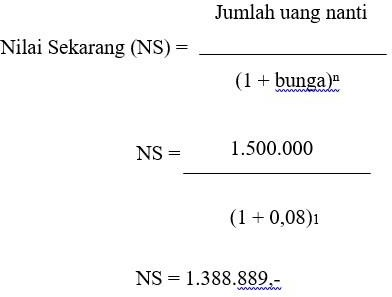 Jumlah uang nanti
Nilai Sekarang (NS) =
(1 + bunga)ⁿ
1.500.000
NS =
(1 + 0,08)₁
NS = 1.388.889,-